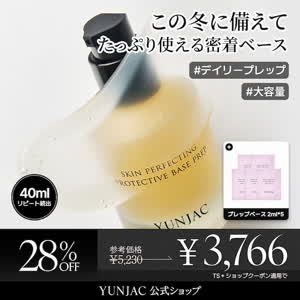 この冬に備えて
たっぷり使える密着ベース
#デイリープレップ
#大容量
SKIN PERFECTING
PROTECTIVE BASE PREP
YUNJAC
40ml
リピート続出
プレップベース 2ml*5
28%OFF
参考価格
￥5,230
￥3,766
TS・ショップクーポン適用で
YUNJAC 公式ショップ